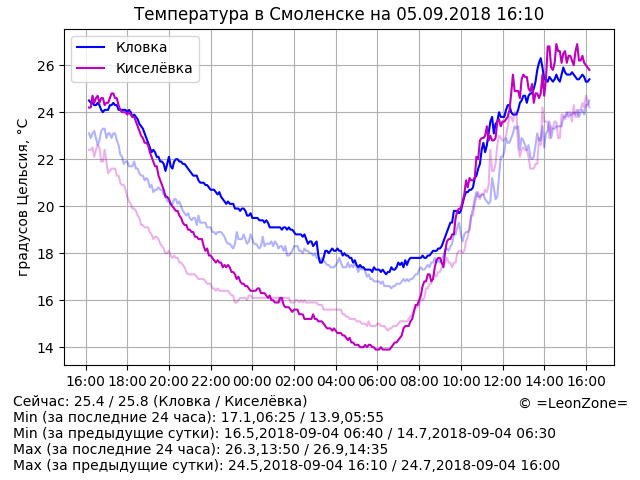 Температура в Смоленске на 05.09.2018 16:10
Кловка
Киселёвка
градусов Цельсия, °C
26
24
22
20
18
16
14
16:00 18:00 20:00 22:00 00:00 02:00 04:00 06:00 08:00 10:00 12:00 14:00 16:00
Сейчас: 25.4 / 25.8 (Кловка / Киселёвка)
© =LeonZone=
Min (за последние 24 часа): 17.1,06:25 / 13.9,05:55
Min (за предыдущие сутки): 16.5,2018-09-04 06:40 / 14.7,2018-09-04 06:30
Max (за последние 24 часа): 26.3,13:50 / 26.9,14:35
Max (за предыдущие сутки): 24.5,2018-09-04 16:10 / 24.7,2018-09-04 16:00